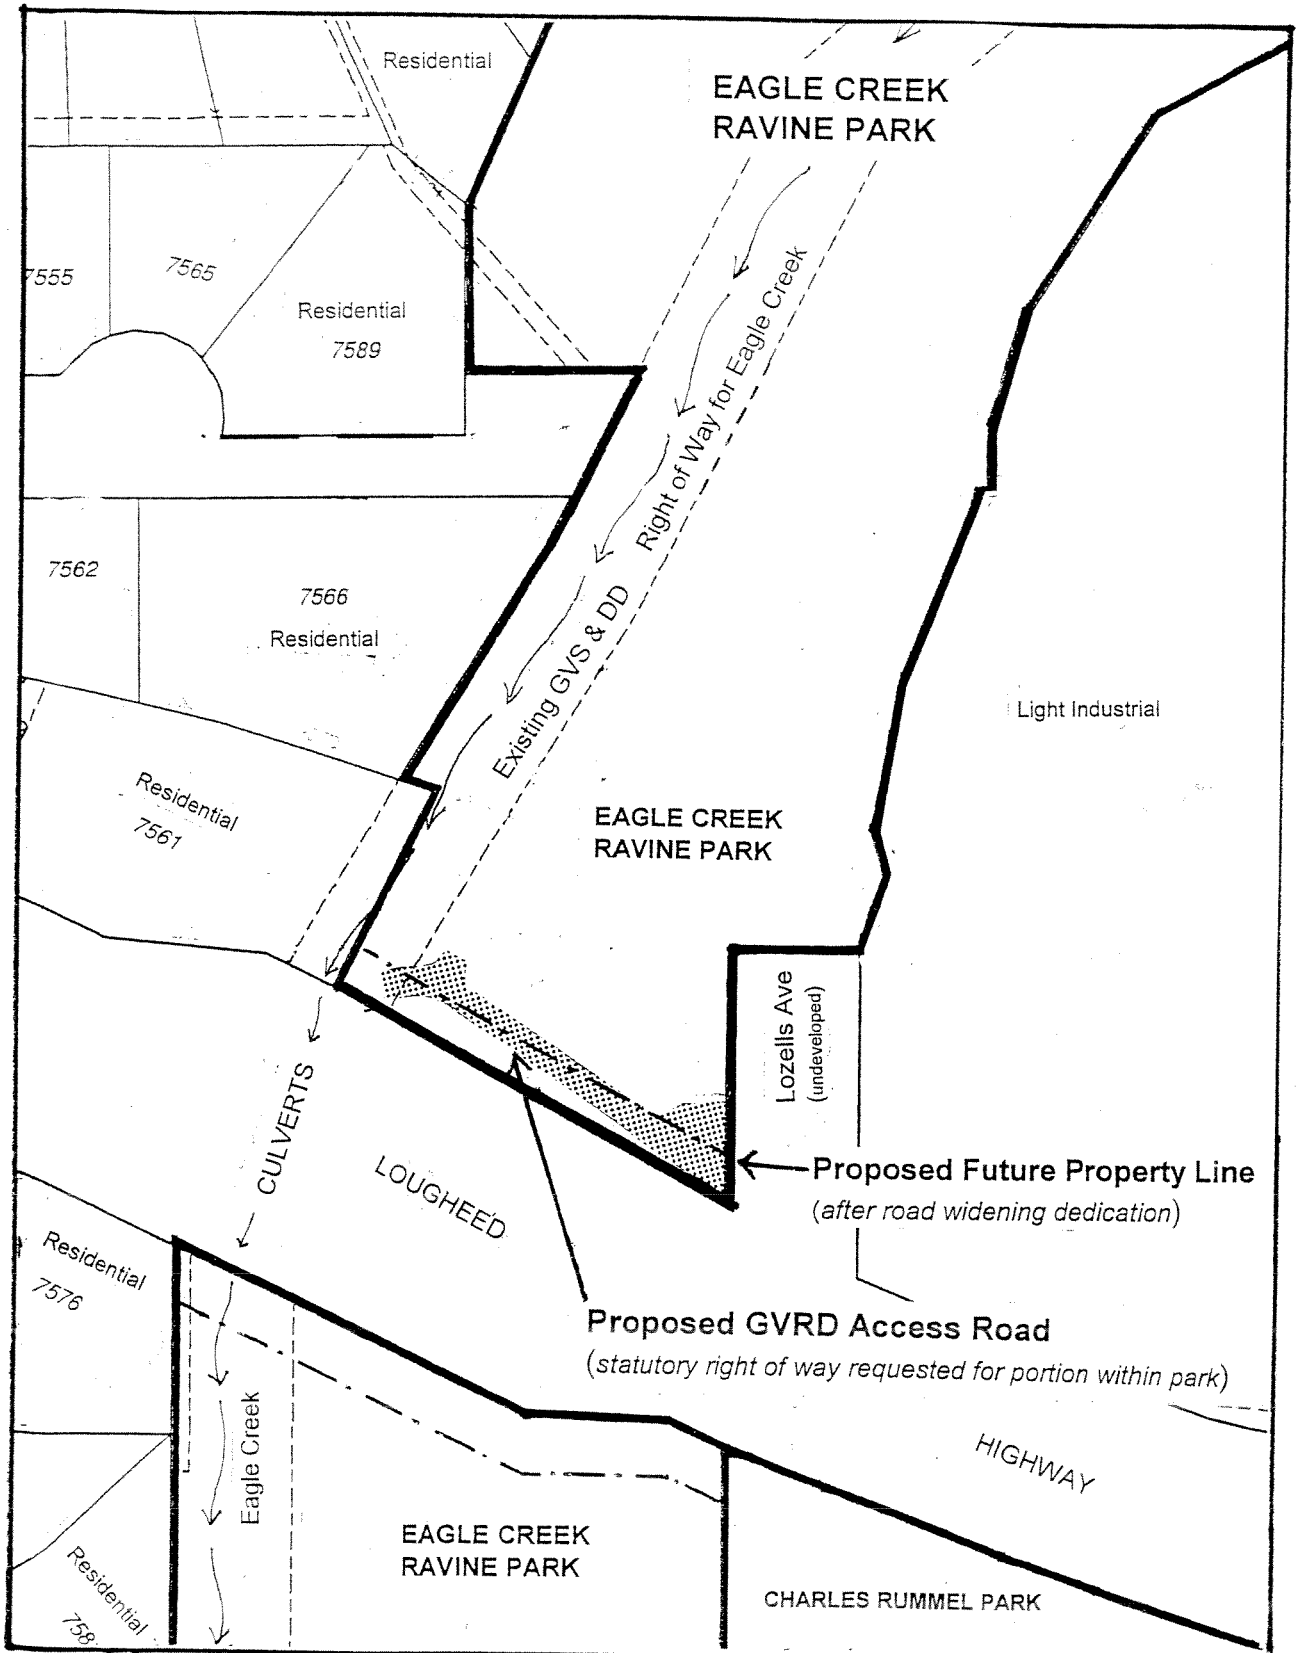 Residential
EAGLE CREEK
RAVINE PARK
7555
7565
Residential
7589
Existing GVS & DD Right of Way for Eagle Creek
7562
7566
Residential
Light Industrial
Residential
7561
EAGLE CREEK
RAVINE PARK
Lozells Ave
(undeveloped)
CULVERTS
LOUGHEED
Proposed Future Property Line
(after road widening dedication)
Residential
7576
Proposed GVRD Access Road
(statutory right of way requested for portion within park)
Eagle Creek
HIGHWAY
EAGLE CREEK
RAVINE PARK
Residential
758
CHARLES RUMMEL PARK